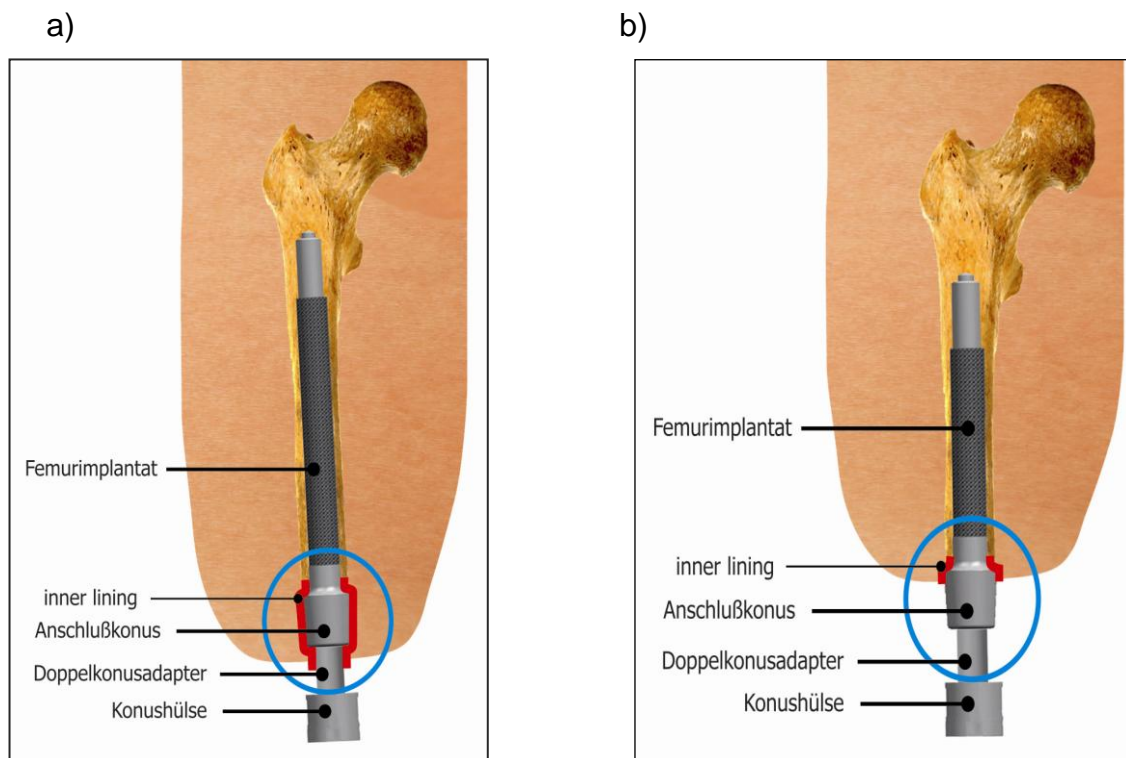 a)
b)
Femurimplantat
inner lining
Anschlußkonus
Doppelkonusadapter
Konushülse
Femurimplantat
inner lining
Anschlußkonus
Doppelkonusadapter
Konushülse